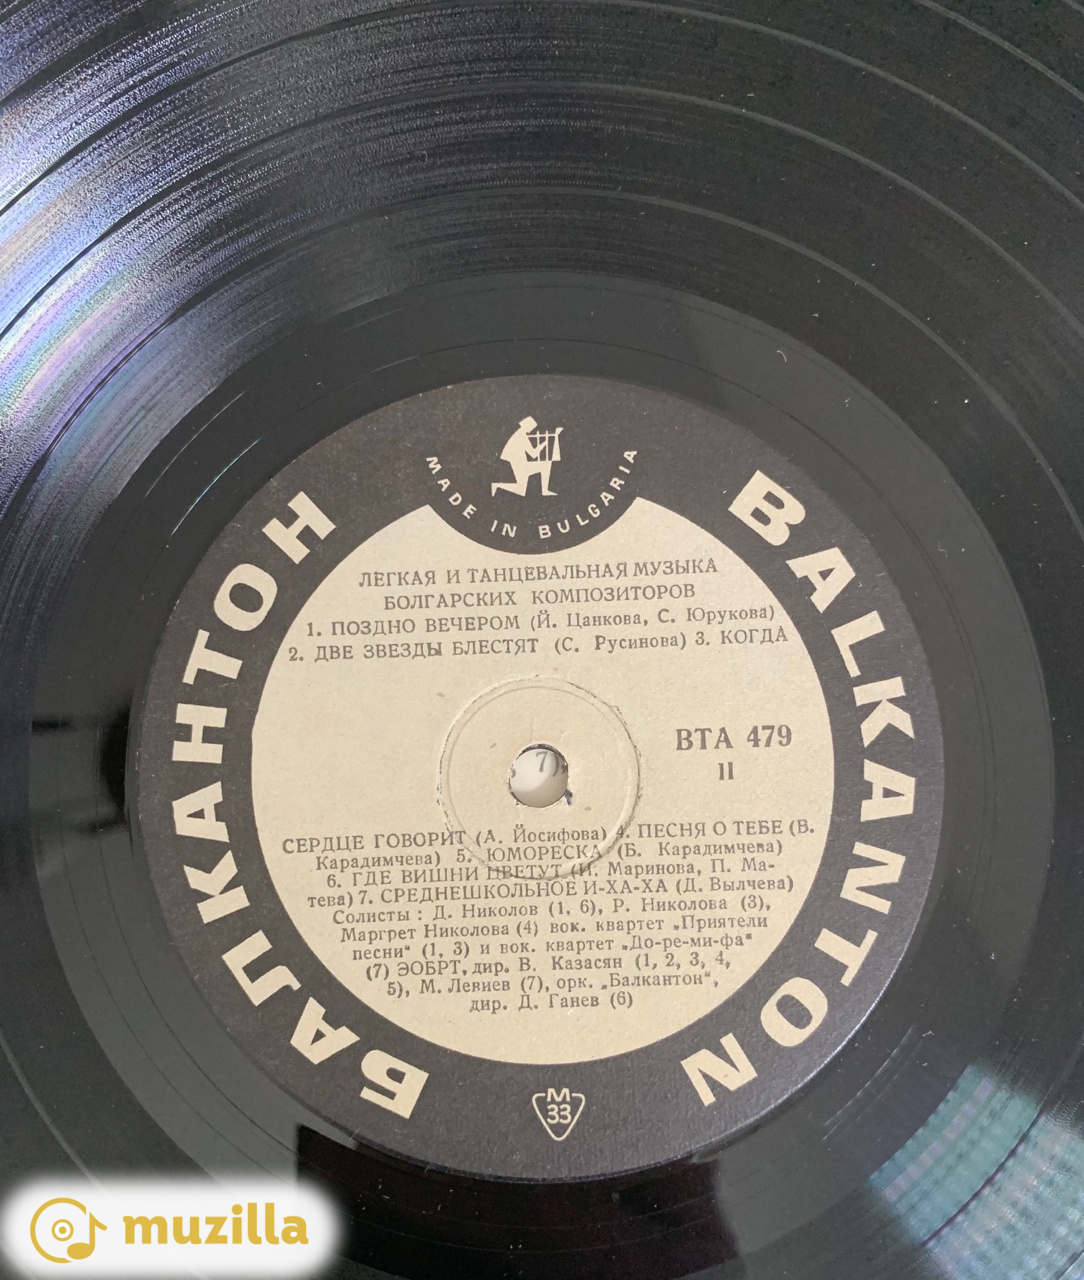 MADE IN BULGARIA
БАЛКАНТОН
BALKANTON
ЛЕГКАЯ И ТАНЦЕВАЛЬНАЯ МУЗЫКА
БОЛГАРСКИХ КОМПОЗИТОРОВ
1. ПОЗДНО ВЕЧЕРОМ (Й. Цанкова, С. Юрукова)
2. ДВЕ ЗВЕЗДЫ БЛЕСТЯТ (С. Русинова) 3. КОГДА
ВТА 479
II
7)
СЕРДЦЕ ГОВОРИТ (А. Йосифова) 4. ПЕСНЯ О ТЕБЕ (В.
Карадимчева) 5. ЮМОРЕСКА (Б. Карадимчева)
6. ГДЕ ВИШНИ ЦВЕТУТ (И. Маринова, П. Ма-
тева) 7. СРЕДНЕШКОЛЬНОЕ И-ХА-ХА (Д. Вылчева)
Солисты : Д. Николов (1, 6), Р. Николова (3),
Маргрет Николова (4) вок. квартет „Приятели
песни“ (1, 3) и вок. квартет „До-ре-ми-фа“
(7) ЭОБРТ, дир. В. Казасян (1, 2, 3, 4,
5), М. Левиев (7), орк. „Балкантон“,
дир. Д. Ганев (6)
М
33
muzilla